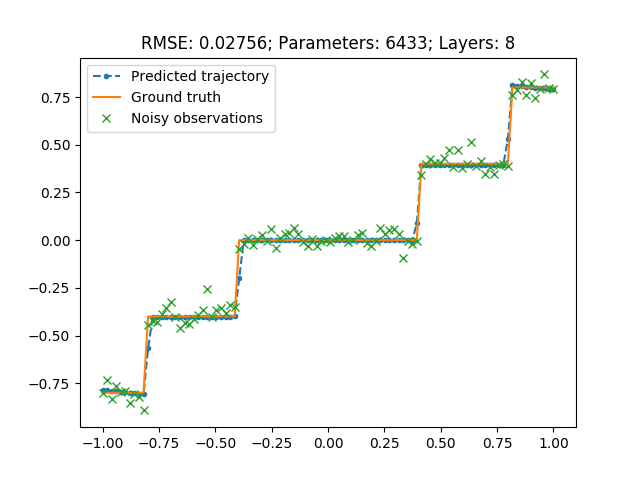 RMSE: 0.02756; Parameters: 6433; Layers: 8
Predicted trajectory
Ground truth
Noisy observations
0.75
0.50
0.25
0.00
−0.25
−0.50
−0.75
−1.00 −0.75 −0.50 −0.25 0.00 0.25 0.50 0.75 1.00